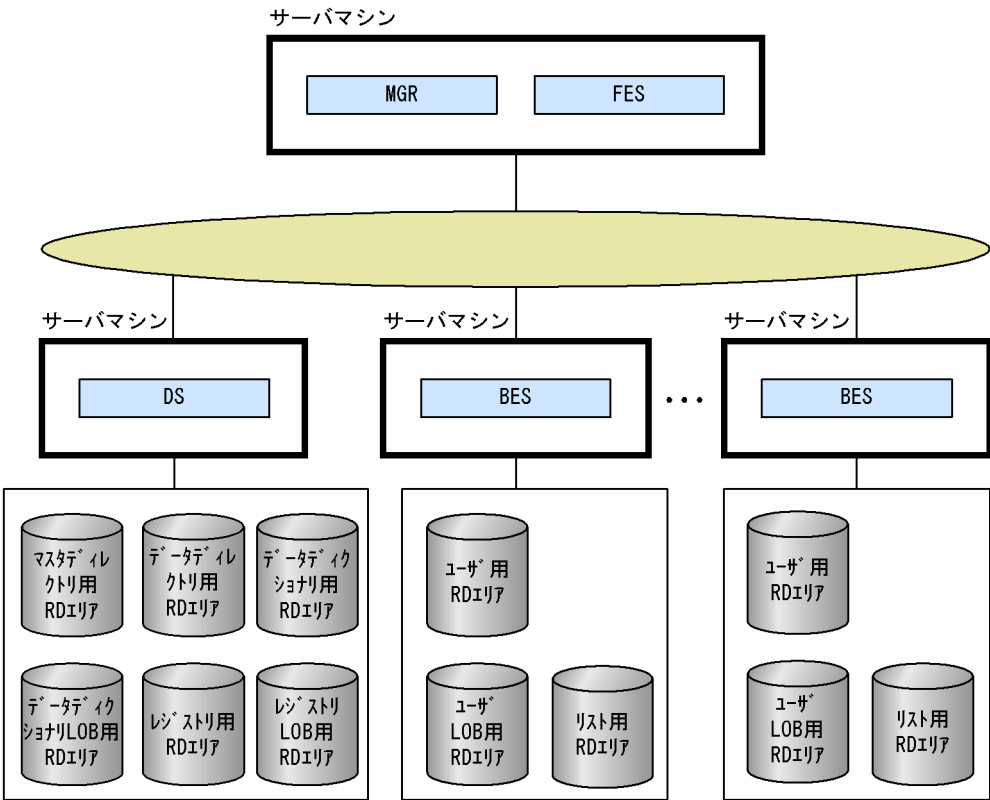 サーバマシン
MGR
FES
サーバマシン
サーバマシン
サーバマシン
DS
BES
・・・
BES
マスタディレ
クトリ用
RDエリア
データディレ
クトリ用
RDエリア
データディク
ショナリ用
RDエリア
ユーザ用
RDエリア
ユーザ用
RDエリア
データディク
ショナリLOB用
RDエリア
レジストリ用
RDエリア
レジストリ
LOB用
RDエリア
ユーザ
LOB用
RDエリア
リスト用
RDエリア
ユーザ
LOB用
RDエリア
リスト用
RDエリア